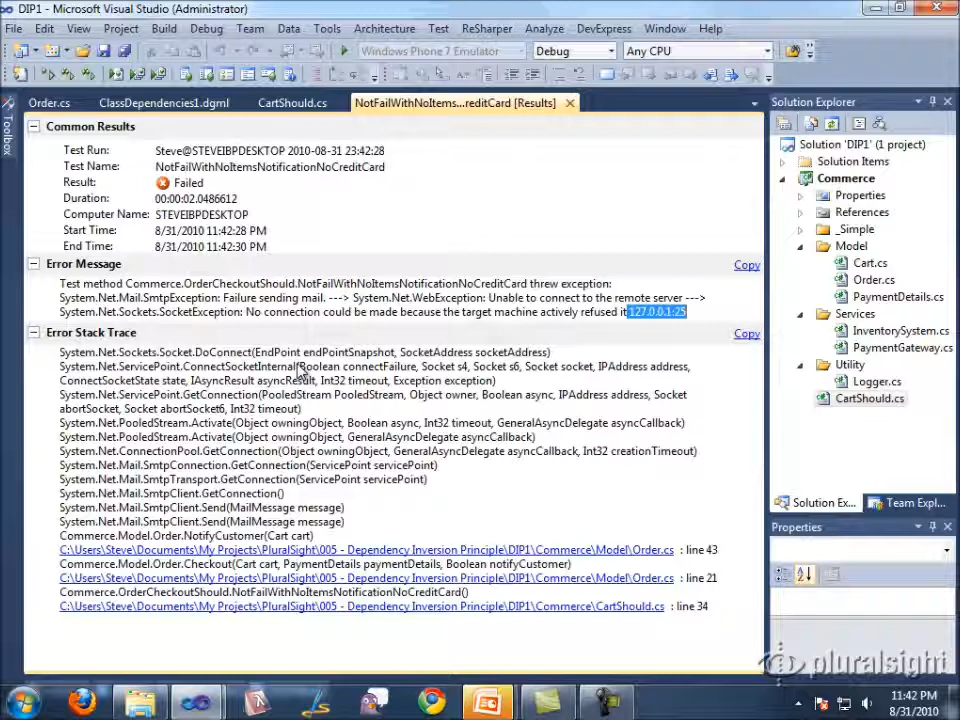 DIP1 - Microsoft Visual Studio (Administrator)
File Edit View Project Build Debug Team Data Tools Architecture Test ReSharper Analyze DevExpress Window Help
Windows Phone 7 Emulator Debug Any CPU
Order.cs ClassDependencies1.dgml CartShould.cs NotFailWithNoItems...reditCard [Results]
Toolbox
Common Results
Test Run: Steve@STEVEIBPDESKTOP 2010-08-31 23:42:28
Test Name: NotFailWithNoItemsNotificationNoCreditCard
Result: Failed
Duration: 00:00:02.0486612
Computer Name: STEVEIBPDESKTOP
Start Time: 8/31/2010 11:42:28 PM
End Time: 8/31/2010 11:42:30 PM
Error Message Copy
Test method Commerce.OrderCheckoutShould.NotFailWithNoItemsNotificationNoCreditCard threw exception:
System.Net.Mail.SmtpException: Failure sending mail. ---> System.Net.WebException: Unable to connect to the remote server --->
System.Net.Sockets.SocketException: No connection could be made because the target machine actively refused it 127.0.0.1:25
Error Stack Trace Copy
System.Net.Sockets.Socket.DoConnect(EndPoint endPointSnapshot, SocketAddress socketAddress)
System.Net.ServicePoint.ConnectSocketInternal(Boolean connectFailure, Socket s4, Socket s6, Socket socket, IPAddress address,
ConnectSocketState state, IAsyncResult asyncResult, Int32 timeout, Exception exception)
System.Net.ServicePoint.GetConnection(PooledStream PooledStream, Object owner, Boolean async, IPAddress address, Socket
abortSocket, Socket abortSocket6, Int32 timeout)
System.Net.PooledStream.Activate(Object owningObject, Boolean async, Int32 timeout, GeneralAsyncDelegate asyncCallback)
System.Net.PooledStream.Activate(Object owningObject, GeneralAsyncDelegate asyncCallback)
System.Net.ConnectionPool.GetConnection(Object owningObject, GeneralAsyncDelegate asyncCallback, Int32 creationTimeout)
System.Net.Mail.SmtpConnection.GetConnection(ServicePoint servicePoint)
System.Net.Mail.SmtpTransport.GetConnection(ServicePoint servicePoint)
System.Net.Mail.SmtpClient.GetConnection()
System.Net.Mail.SmtpClient.Send(MailMessage message)
System.Net.Mail.SmtpClient.Send(MailMessage message)
Commerce.Model.Order.NotifyCustomer(Cart cart)
C:\Users\Steve\Documents\My Projects\PluralSight\005 - Dependency Inversion Principle\DIP1\Commerce\Model\Order.cs : line 43
Commerce.Model.Order.Checkout(Cart cart, PaymentDetails paymentDetails, Boolean notifyCustomer)
C:\Users\Steve\Documents\My Projects\PluralSight\005 - Dependency Inversion Principle\DIP1\Commerce\Model\Order.cs : line 21
Commerce.OrderCheckoutShould.NotFailWithNoItemsNotificationNoCreditCard()
C:\Users\Steve\Documents\My Projects\PluralSight\005 - Dependency Inversion Principle\DIP1\Commerce\CartShould.cs : line 34
Solution Explorer
Solution 'DIP1' (1 project)
Solution Items
Commerce
Properties
References
_Simple
Model
Cart.cs
Order.cs
PaymentDetails.cs
Services
InventorySystem.cs
PaymentGateway.cs
Utility
Logger.cs
CartShould.cs
Solution Ex... Team Expl...
Properties
pluralsight
11:42 PM
8/31/2010